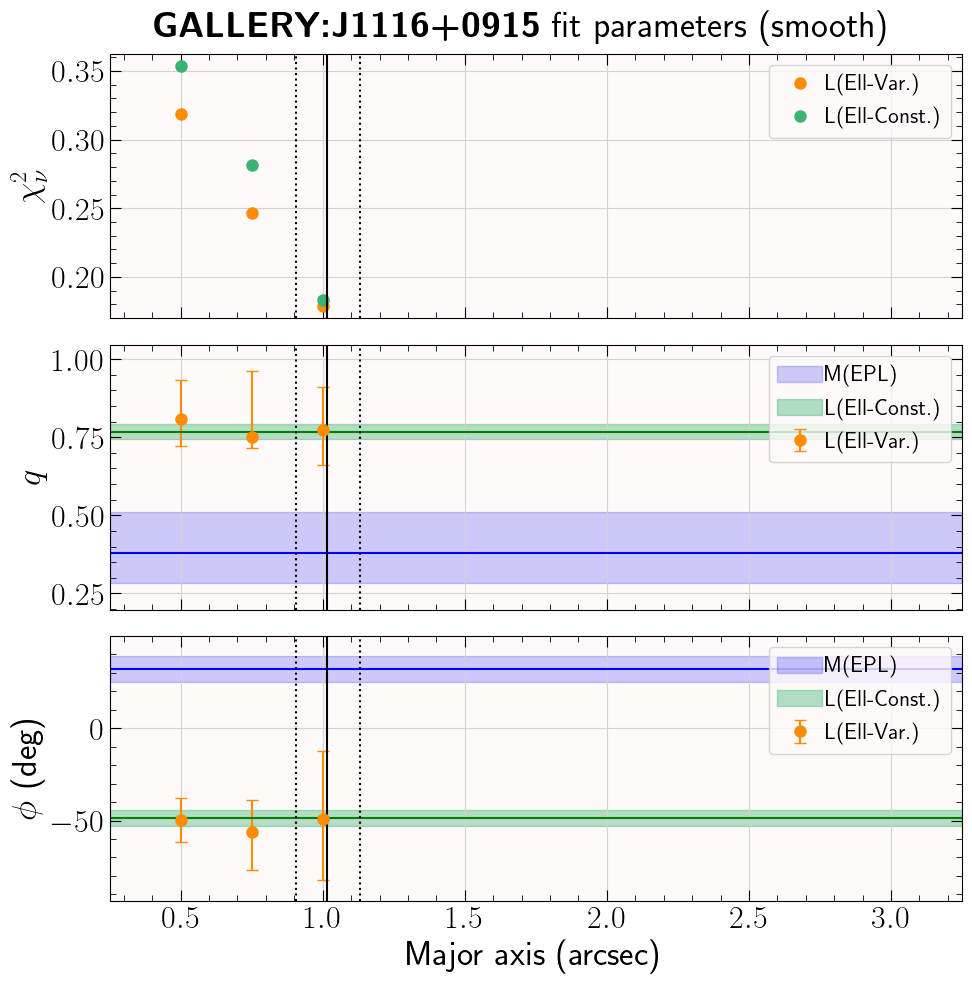 GALLERY:J1116+0915 fit parameters (smooth)
0.35
0.30
0.25
0.20
χ²ᵥ
L(Ell-Var.)
L(Ell-Const.)
1.00
0.75
0.50
0.25
q
M(EPL)
L(Ell-Const.)
L(Ell-Var.)
0
−50
ϕ (deg)
M(EPL)
L(Ell-Const.)
L(Ell-Var.)
0.5 1.0 1.5 2.0 2.5 3.0
Major axis (arcsec)